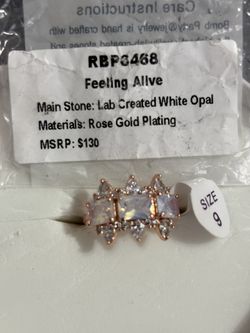 Care Instructions
Bomb Party® jewelry is hand crafted with
RBP3468
Feeling Alive
Main Stone: Lab Created White Opal
Materials: Rose Gold Plating
MSRP: $130
SIZE
9